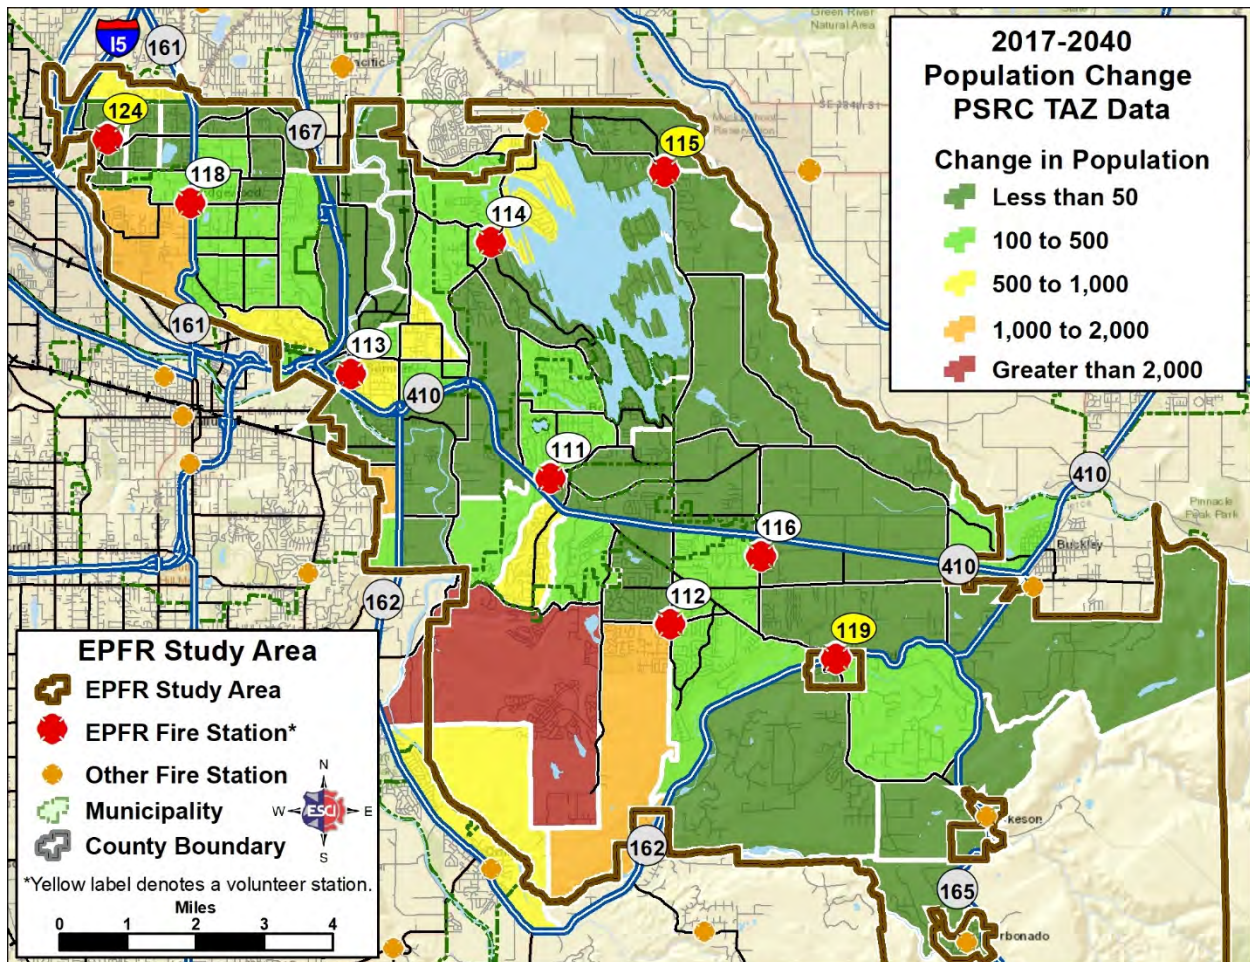 Green River
Natural Area
2017-2040
Population Change
PSRC TAZ Data
Change in Population
Less than 50
100 to 500
500 to 1,000
1,000 to 2,000
Greater than 2,000
I5
161
124
167
118
115
114
161
113
410
111
410
Pinnacle
Peak Park
Buckley
116
410
162
112
119
162
165
EPFR Study Area
EPFR Study Area
EPFR Fire Station*
Other Fire Station
Municipality
County Boundary
N
W
ESCI
E
S
*Yellow label denotes a volunteer station.
Miles
0 1 2 3 4
keson
rbonado